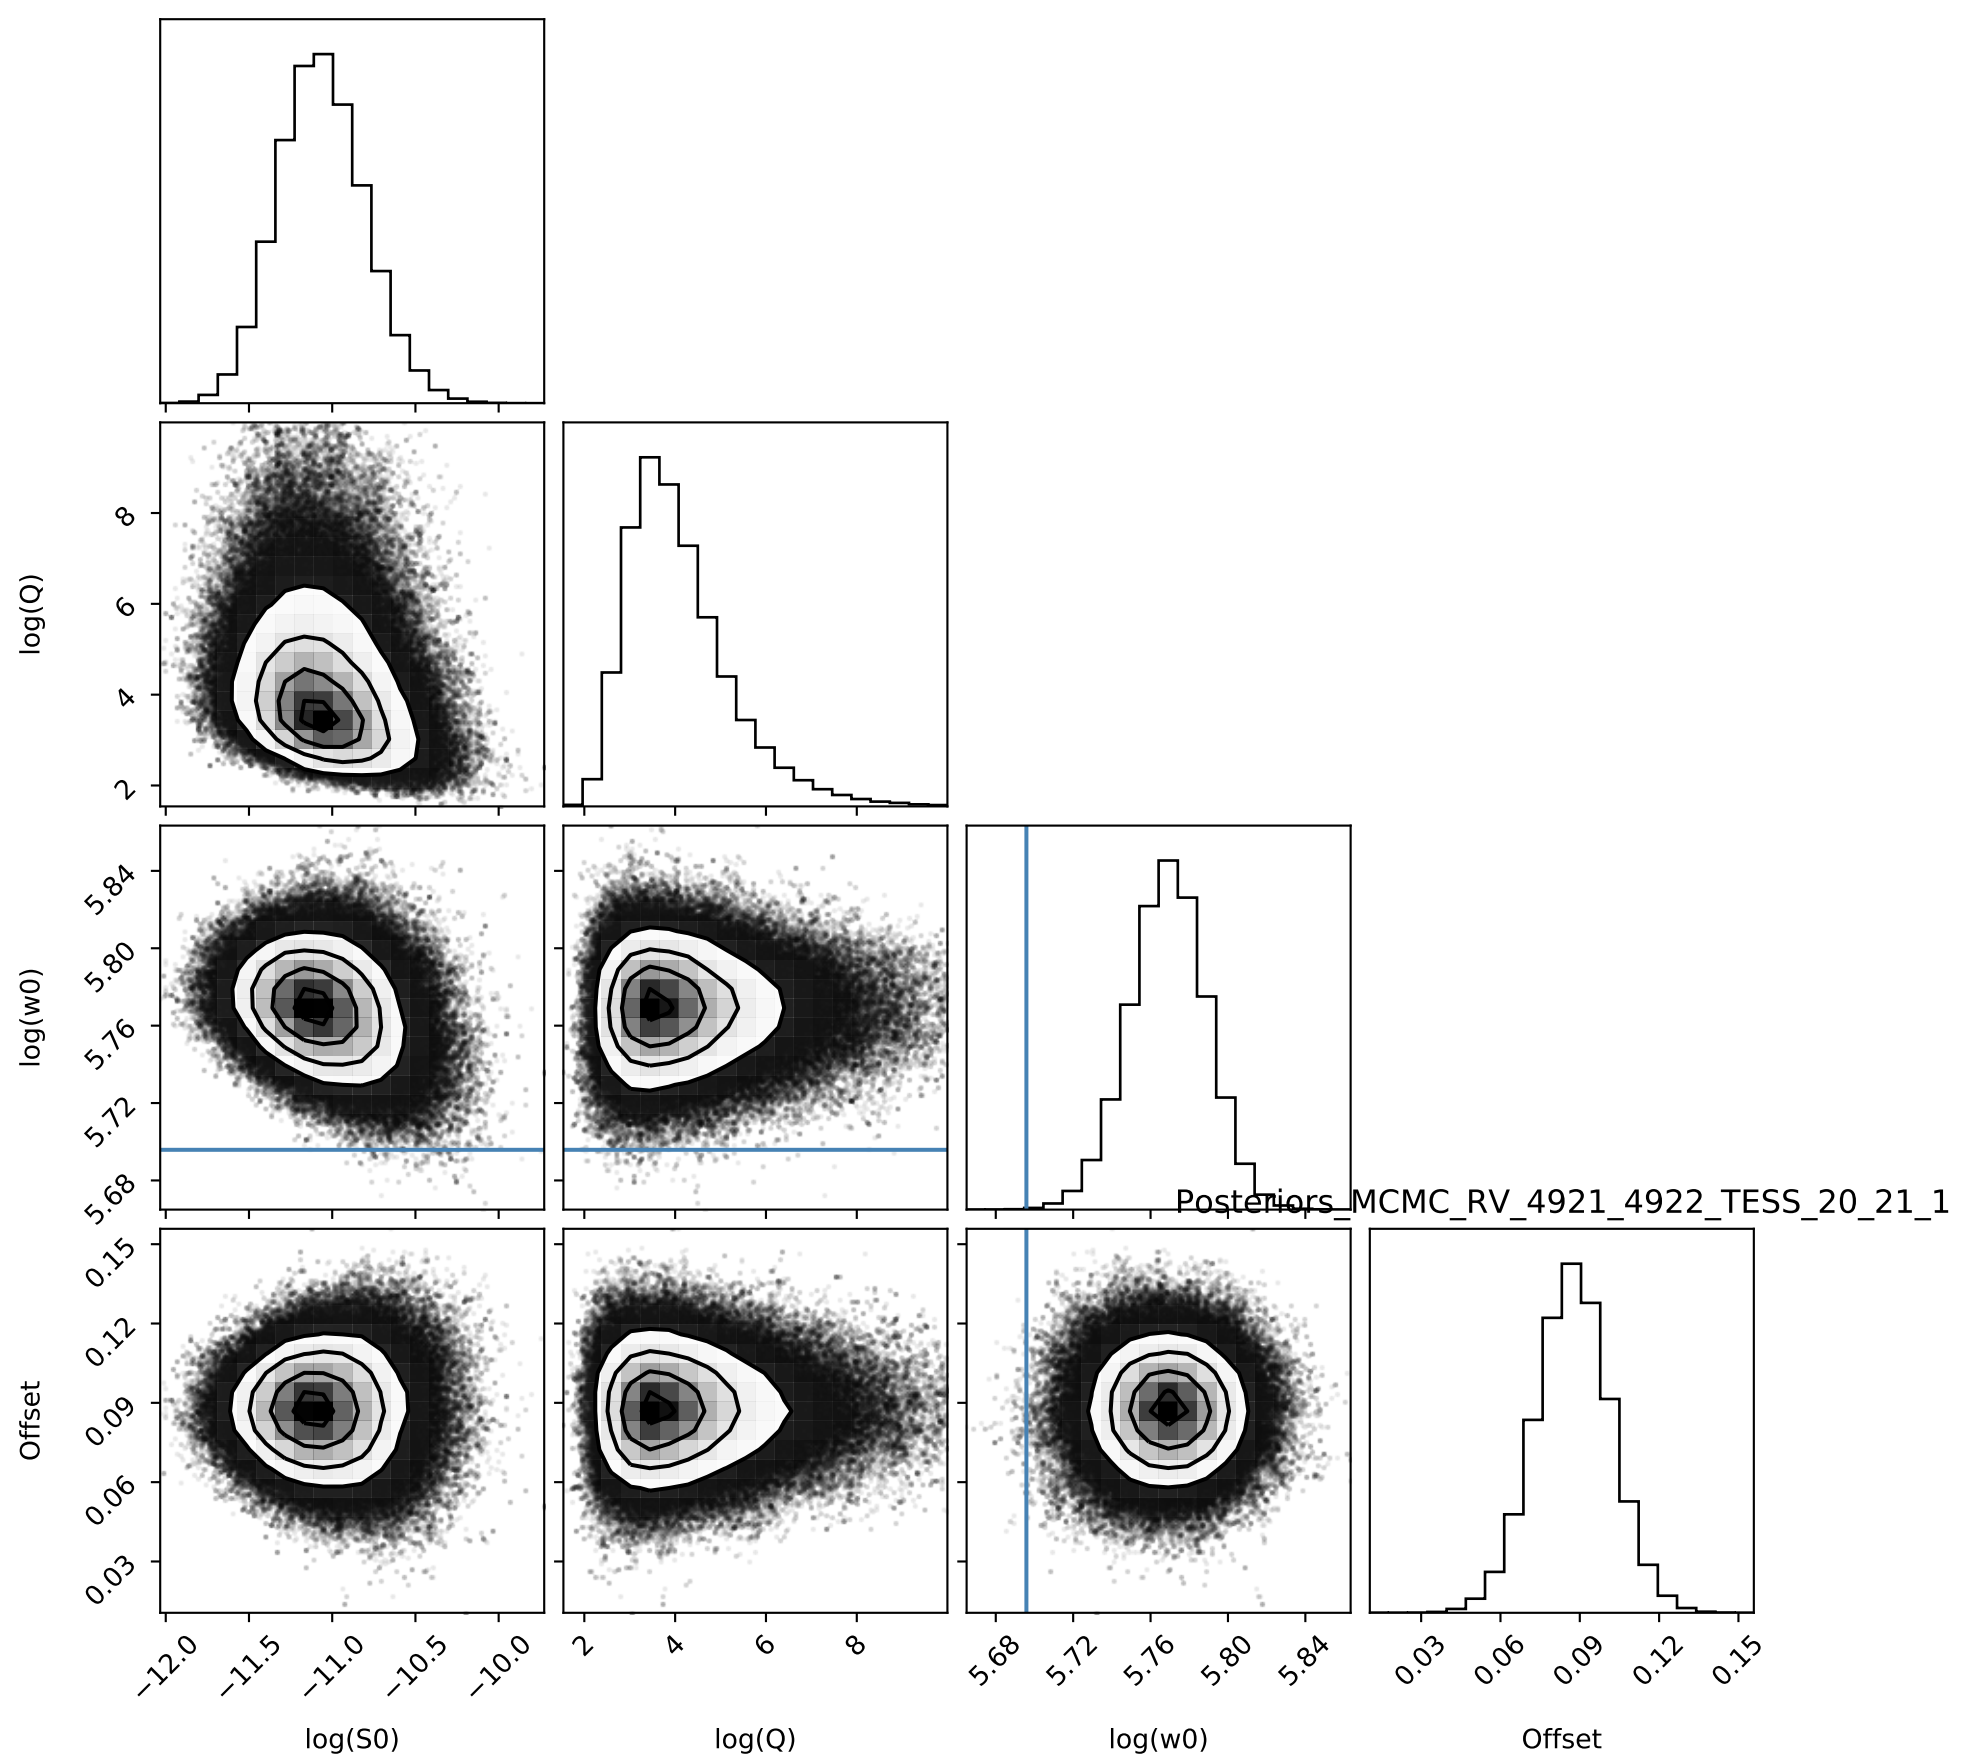 log(Q)
8
6
4
2
log(w0)
5.84
5.80
5.76
5.72
5.68
Posteriors_MCMC_RV_4921_4922_TESS_20_21_1
Offset
0.15
0.12
0.09
0.06
0.03
−12.0 −11.5 −11.0 −10.5 −10.0
2 4 6 8
5.68 5.72 5.76 5.80 5.84
0.03 0.06 0.09 0.12 0.15
log(S0) log(Q) log(w0) Offset